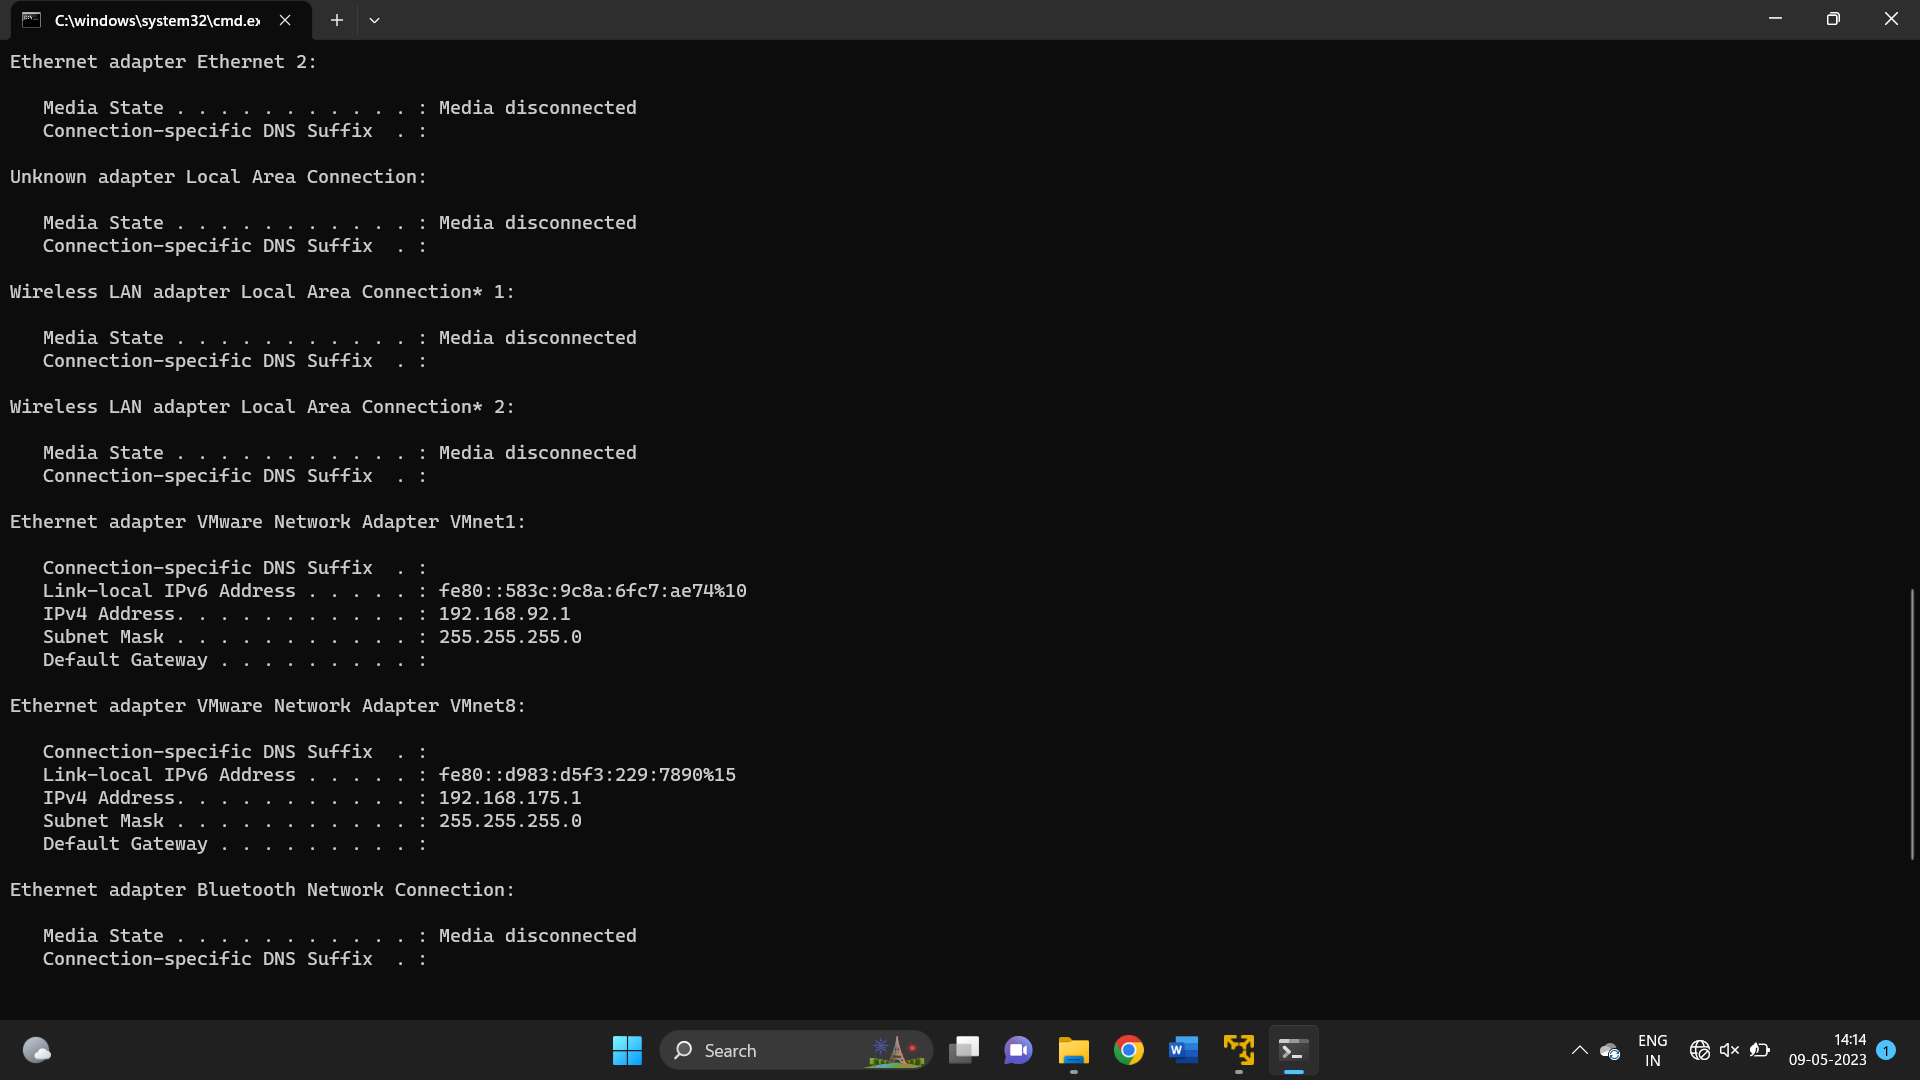 C:\windows\system32\cmd.ex
Ethernet adapter Ethernet 2:
Media State . . . . . . . . . . . : Media disconnected
Connection-specific DNS Suffix  . :
Unknown adapter Local Area Connection:
Media State . . . . . . . . . . . : Media disconnected
Connection-specific DNS Suffix  . :
Wireless LAN adapter Local Area Connection* 1:
Media State . . . . . . . . . . . : Media disconnected
Connection-specific DNS Suffix  . :
Wireless LAN adapter Local Area Connection* 2:
Media State . . . . . . . . . . . : Media disconnected
Connection-specific DNS Suffix  . :
Ethernet adapter VMware Network Adapter VMnet1:
Connection-specific DNS Suffix  . :
Link-local IPv6 Address . . . . . : fe80::583c:9c8a:6fc7:ae74%10
IPv4 Address. . . . . . . . . . . : 192.168.92.1
Subnet Mask . . . . . . . . . . . : 255.255.255.0
Default Gateway . . . . . . . . . :
Ethernet adapter VMware Network Adapter VMnet8:
Connection-specific DNS Suffix  . :
Link-local IPv6 Address . . . . . : fe80::d983:d5f3:229:7890%15
IPv4 Address. . . . . . . . . . . : 192.168.175.1
Subnet Mask . . . . . . . . . . . : 255.255.255.0
Default Gateway . . . . . . . . . :
Ethernet adapter Bluetooth Network Connection:
Media State . . . . . . . . . . . : Media disconnected
Connection-specific DNS Suffix  . :
Search
W
ENG
IN
14:14
09-05-2023
1